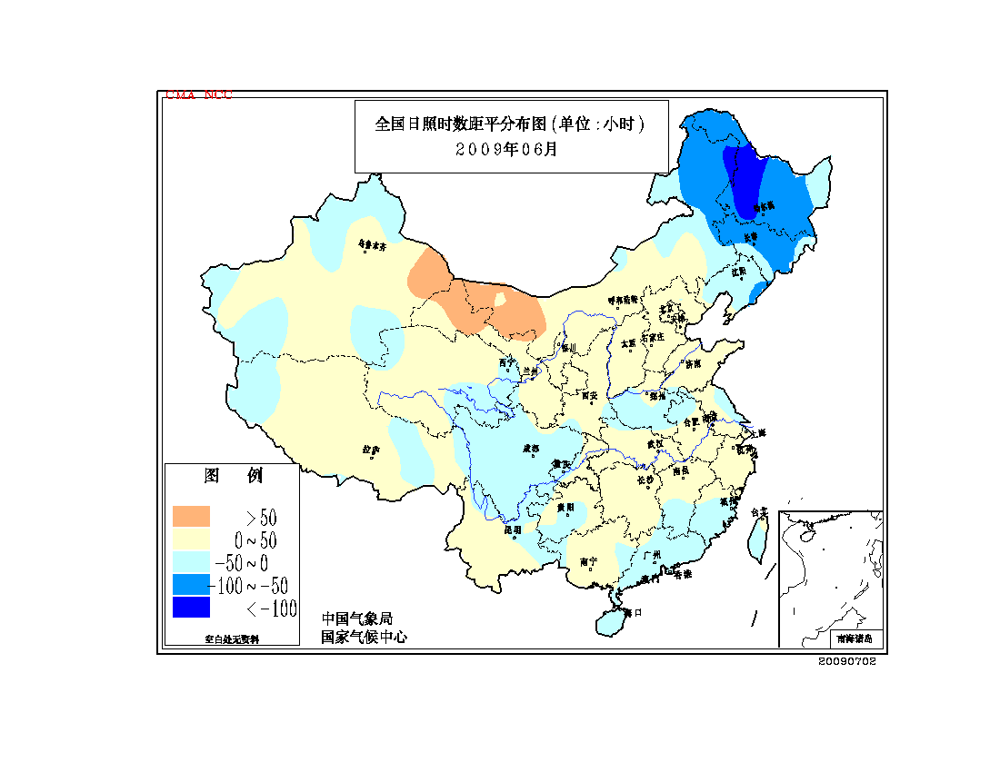 CMA NCC
全国日照时数距平分布图(单位:小时)
2009年06月
哈尔滨
长春
乌鲁木齐
沈阳
呼和浩特
北京
天津
银川
太原
石家庄
西宁
兰州
济南
西安
郑州
拉萨
成都
合肥
南京
上海
武汉
杭州
重庆
长沙
南昌
贵阳
福州
台北
昆明
南宁
广州
澳门
香港
海口
图 例
>50
0~50
-50~0
-100~-50
<-100
空白处无资料
中国气象局
国家气候中心
南海诸岛
20090702